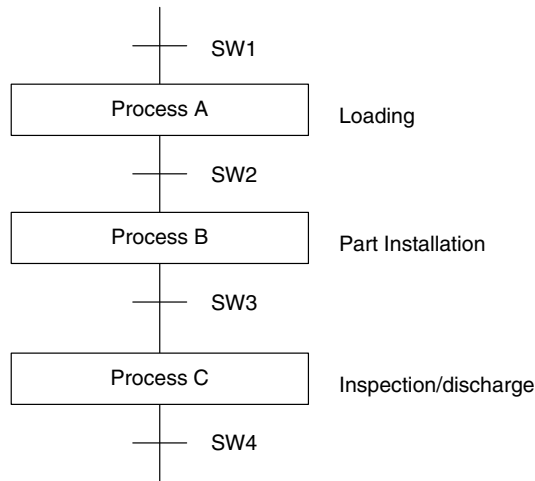 SW1
Process A
Loading
SW2
Process B
Part Installation
SW3
Process C
Inspection/discharge
SW4